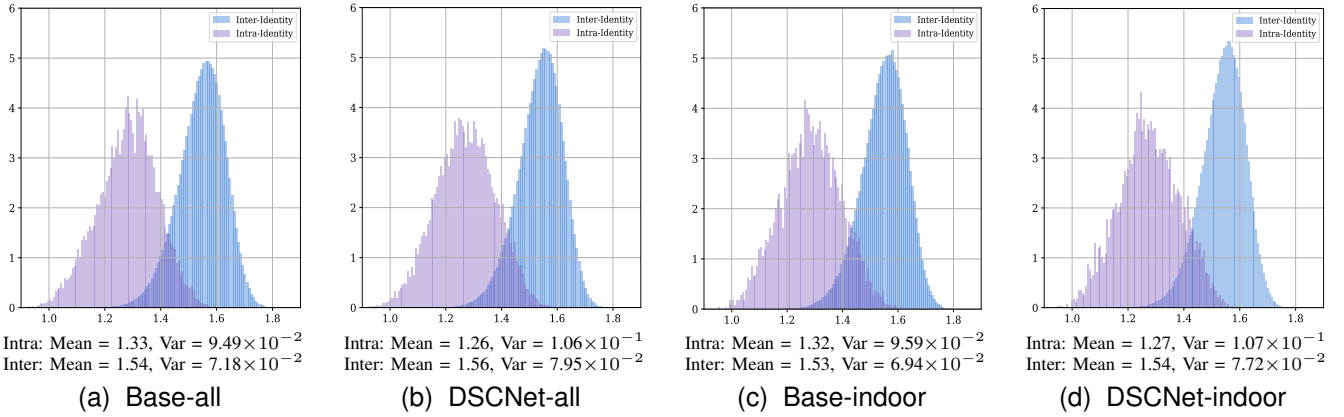 6
5
4
3
2
1
0
1.0 1.2 1.4 1.6 1.8
Inter-Identity
Intra-Identity
Intra: Mean = 1.33, Var = 9.49×10⁻²
Inter: Mean = 1.54, Var = 7.18×10⁻²
(a) Base-all
6
5
4
3
2
1
0
1.0 1.2 1.4 1.6 1.8
Inter-Identity
Intra-Identity
Intra: Mean = 1.26, Var = 1.06×10⁻¹
Inter: Mean = 1.56, Var = 7.95×10⁻²
(b) DSCNet-all
6
5
4
3
2
1
0
1.0 1.2 1.4 1.6 1.8
Inter-Identity
Intra-Identity
Intra: Mean = 1.32, Var = 9.59×10⁻²
Inter: Mean = 1.53, Var = 6.94×10⁻²
(c) Base-indoor
6
5
4
3
2
1
0
1.0 1.2 1.4 1.6 1.8
Inter-Identity
Intra-Identity
Intra: Mean = 1.27, Var = 1.07×10⁻¹
Inter: Mean = 1.54, Var = 7.72×10⁻²
(d) DSCNet-indoor